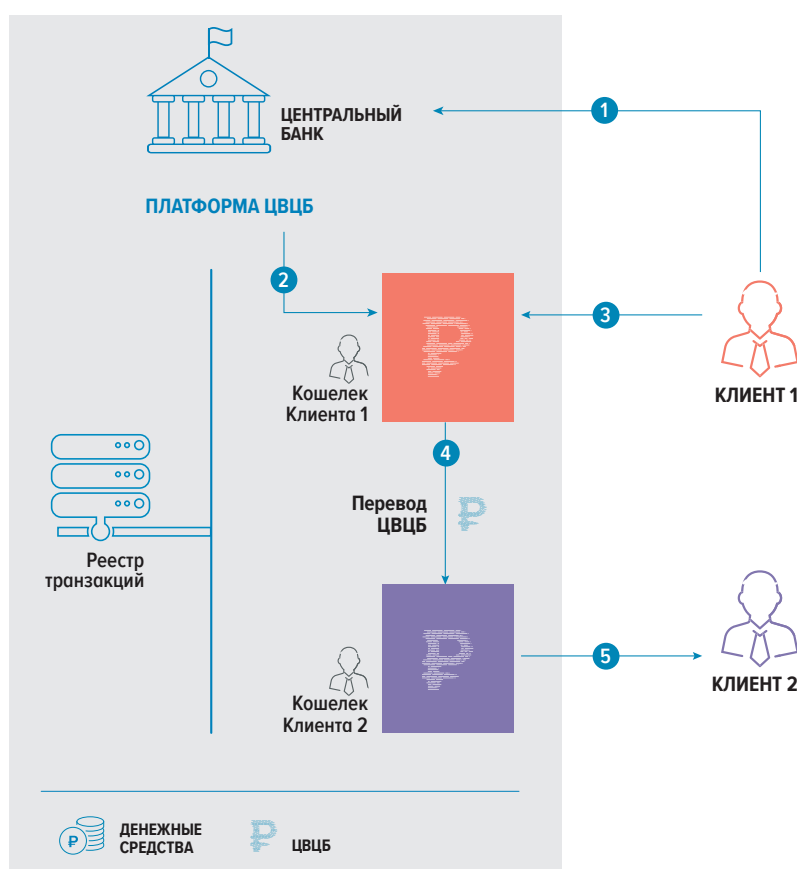 ЦЕНТРАЛЬНЫЙ
БАНК
1
ПЛАТФОРМА ЦВЦБ
2
3
Кошелек
Клиента 1
КЛИЕНТ 1
4
Перевод
ЦВЦБ
Реестр
транзакций
5
Кошелек
Клиента 2
КЛИЕНТ 2
ДЕНЕЖНЫЕ
СРЕДСТВА
ЦВЦБ